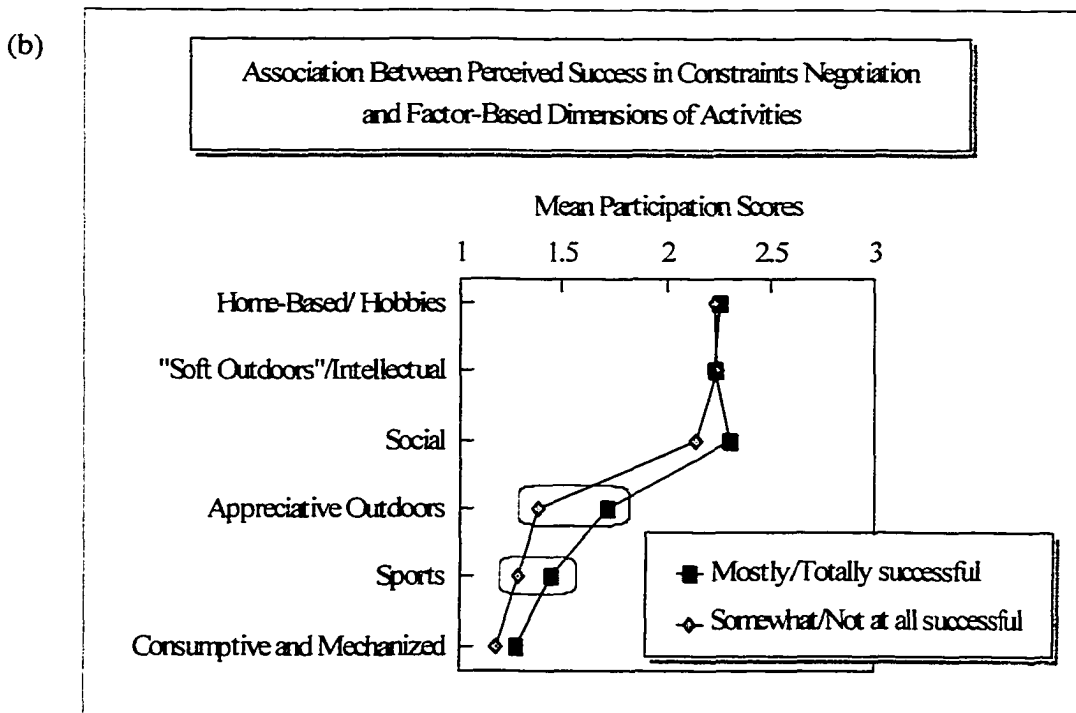 (b)
Association Between Perceived Success in Constraints Negotiation
and Factor-Based Dimensions of Activities
Mean Participation Scores
1 1.5 2 2.5 3
Home-Based/ Hobbies
"Soft Outdoors"/Intellectual
Social
Appreciative Outdoors
Sports
Consumptive and Mechanized
Mostly/Totally successful
Somewhat/Not at all successful